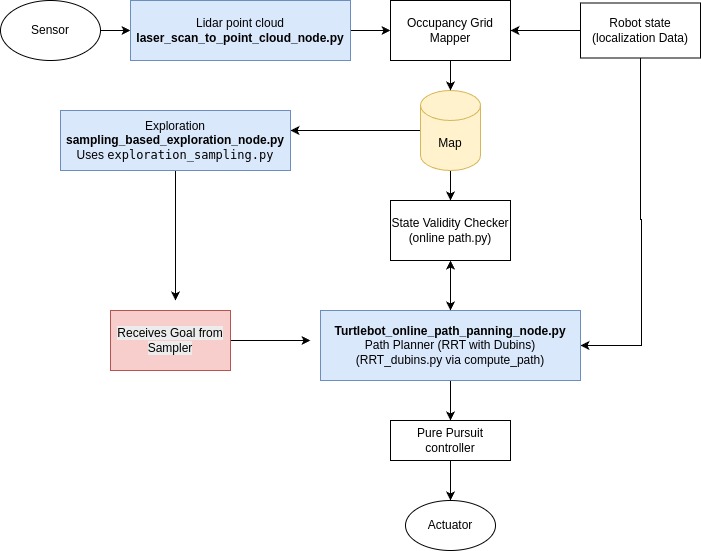 Sensor
Lidar point cloud
laser_scan_to_point_cloud_node.py
Occupancy Grid
Mapper
Robot state
(localization Data)
Exploration
sampling_based_exploration_node.py
Uses exploration_sampling.py
Map
State Validity Checker
(online path.py)
Receives Goal from
Sampler
Turtlebot_online_path_panning_node.py
Path Planner (RRT with Dubins)
(RRT_dubins.py via compute_path)
Pure Pursuit
controller
Actuator